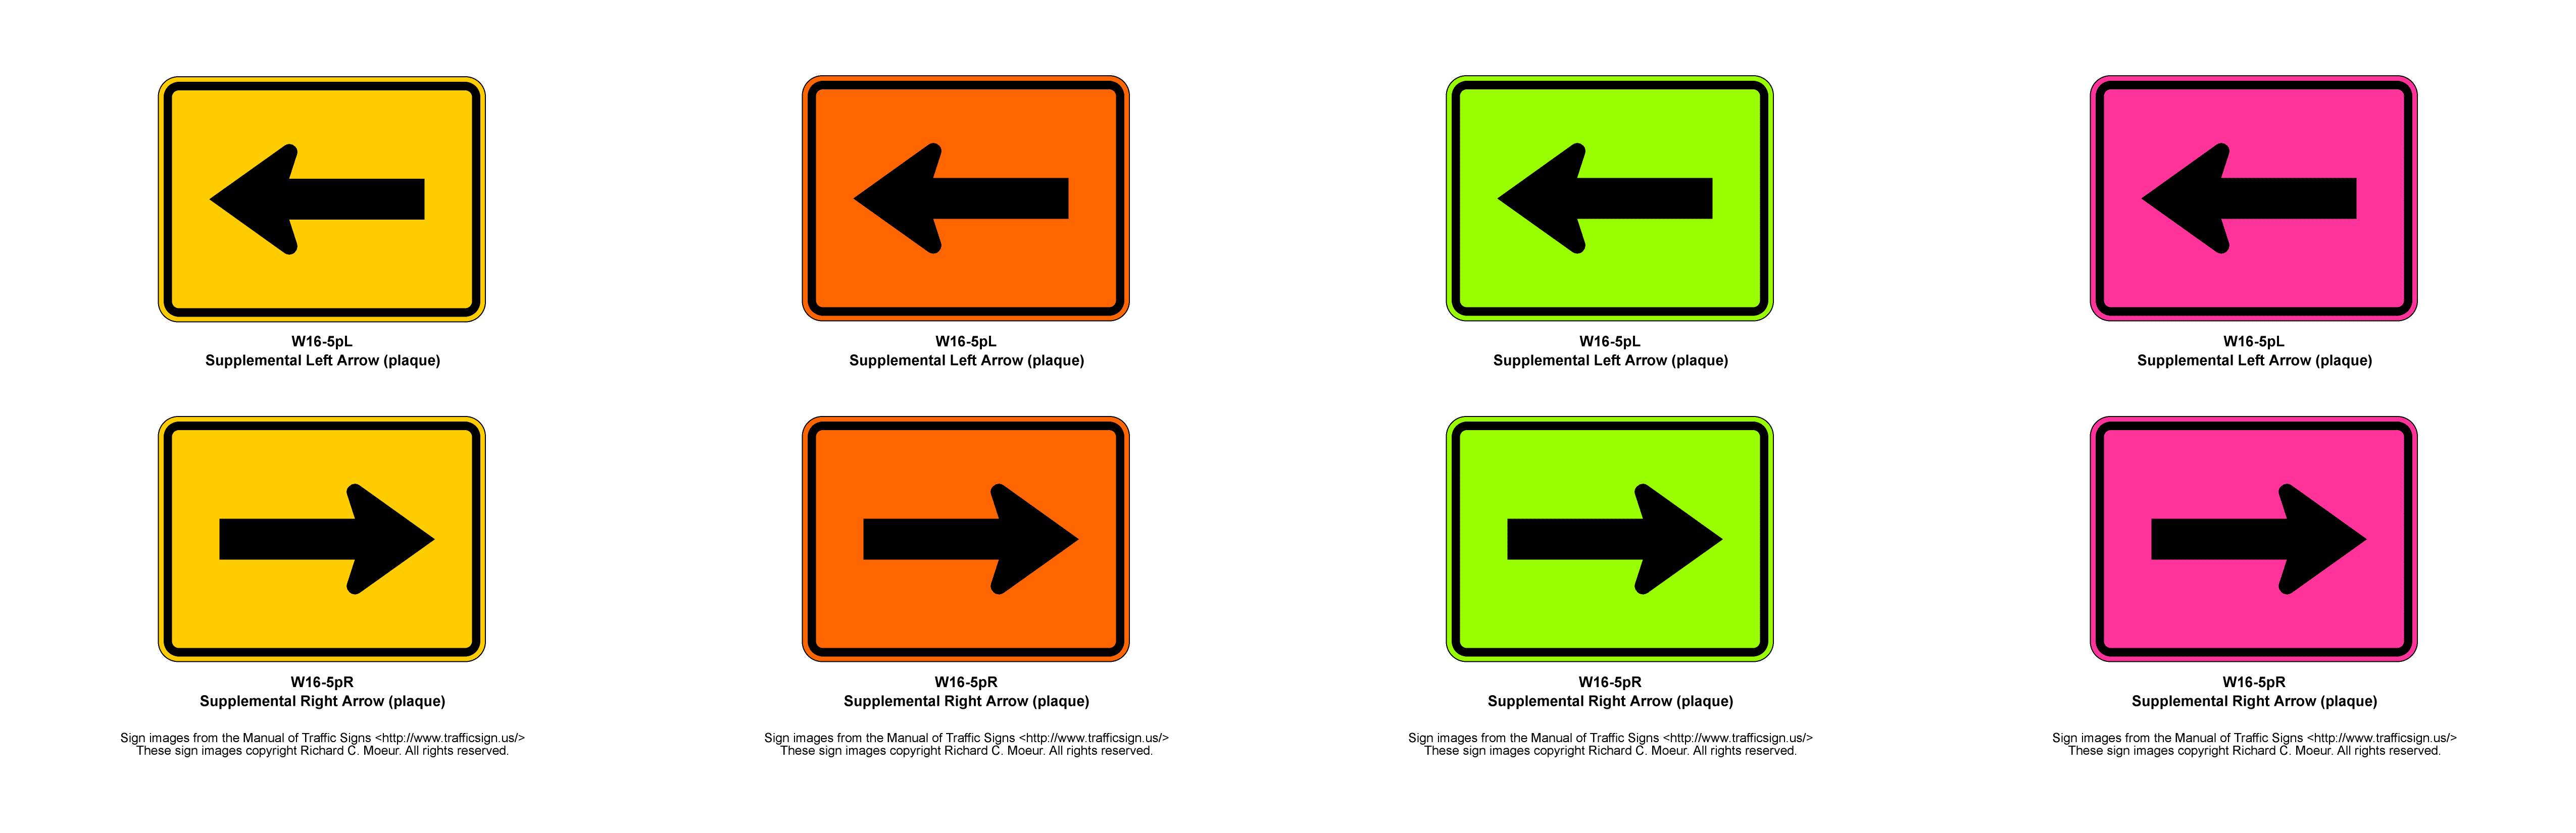 W16-5pL
Supplemental Left Arrow (plaque)
W16-5pL
Supplemental Left Arrow (plaque)
W16-5pL
Supplemental Left Arrow (plaque)
W16-5pL
Supplemental Left Arrow (plaque)
W16-5pR
Supplemental Right Arrow (plaque)
W16-5pR
Supplemental Right Arrow (plaque)
W16-5pR
Supplemental Right Arrow (plaque)
W16-5pR
Supplemental Right Arrow (plaque)
Sign images from the Manual of Traffic Signs <http://www.trafficsign.us/>
These sign images copyright Richard C. Moeur. All rights reserved.
Sign images from the Manual of Traffic Signs <http://www.trafficsign.us/>
These sign images copyright Richard C. Moeur. All rights reserved.
Sign images from the Manual of Traffic Signs <http://www.trafficsign.us/>
These sign images copyright Richard C. Moeur. All rights reserved.
Sign images from the Manual of Traffic Signs <http://www.trafficsign.us/>
These sign images copyright Richard C. Moeur. All rights reserved.